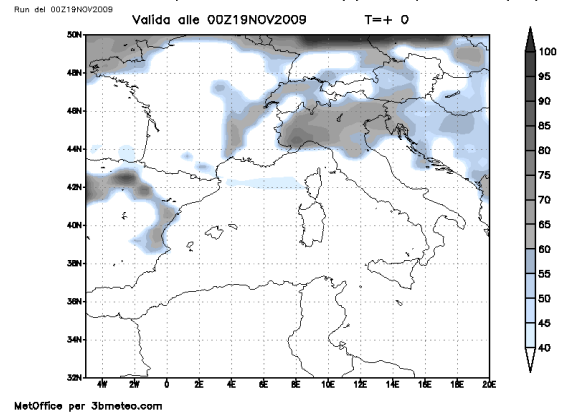 Run del 00Z19NOV2009
Valida alle 00Z19NOV2009 T=+ 0
50N
48N
46N
44N
42N
40N
38N
36N
34N
32N
4W 2W 0 2E 4E 6E 8E 10E 12E 14E 16E 18E 20E
100
95
90
85
80
75
70
65
60
55
50
45
40
MetOffice per 3bmeteo.com